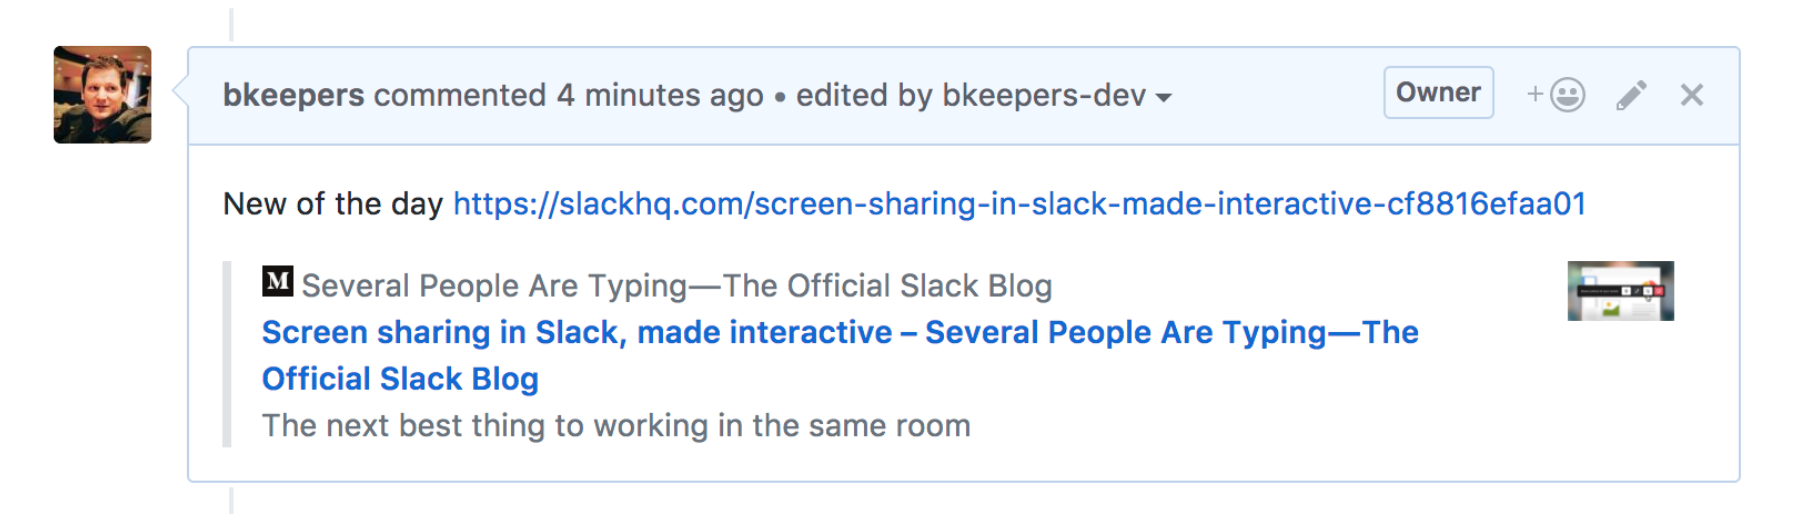 bkeepers commented 4 minutes ago • edited by bkeepers-dev
Owner
New of the day https://slackhq.com/screen-sharing-in-slack-made-interactive-cf8816efaa01
M Several People Are Typing—The Official Slack Blog
Screen sharing in Slack, made interactive – Several People Are Typing—The
Official Slack Blog
The next best thing to working in the same room